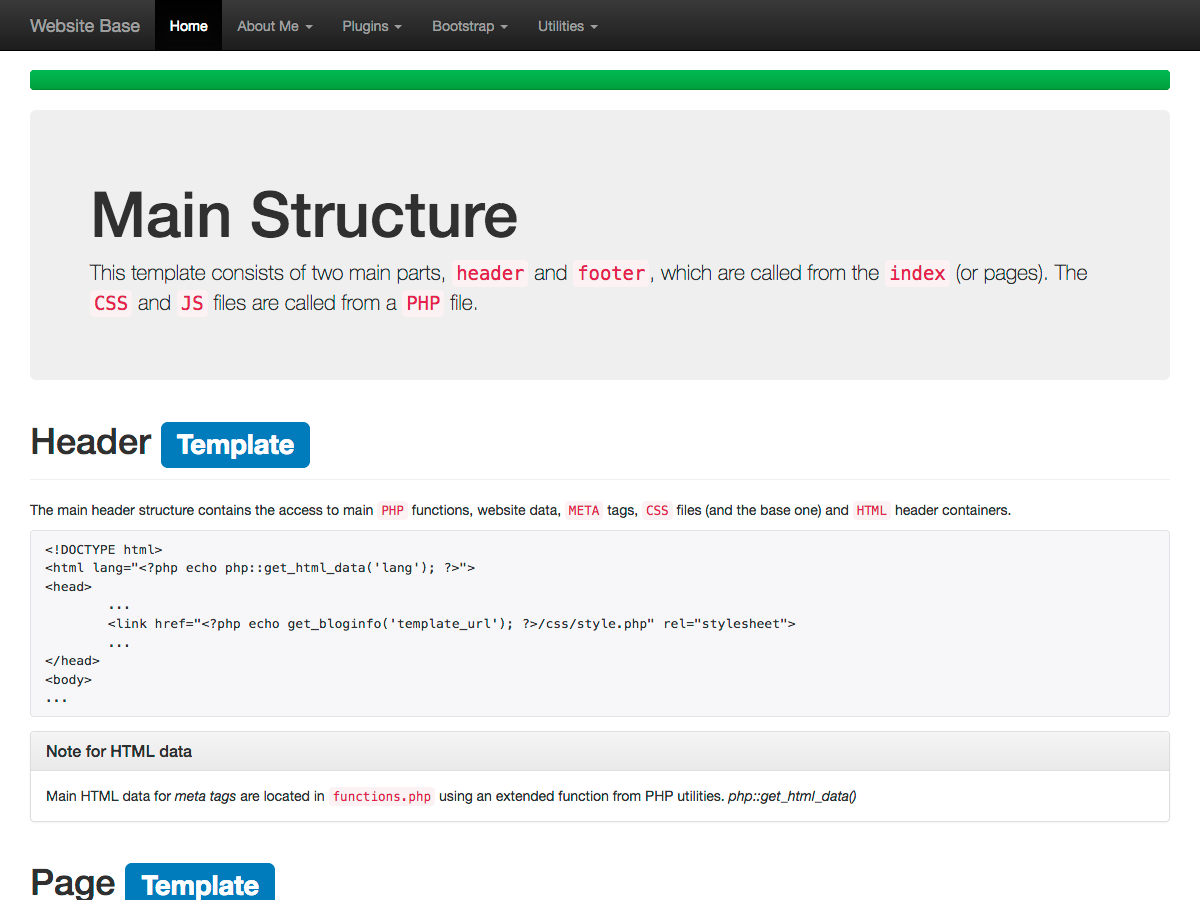 Website Base Home About Me Plugins Bootstrap Utilities
Main Structure
This template consists of two main parts, header and footer, which are called from the index (or pages). The
CSS and JS files are called from a PHP file.
Header Template
The main header structure contains the access to main PHP functions, website data, META tags, CSS files (and the base one) and HTML header containers.
<!DOCTYPE html>
<html lang="<?php echo php::get_html_data('lang'); ?>">
<head>
...
<link href="<?php echo get_bloginfo('template_url'); ?>/css/style.php" rel="stylesheet">
...
</head>
<body>
...
Note for HTML data
Main HTML data for meta tags are located in functions.php using an extended function from PHP utilities. php::get_html_data()
Page Template